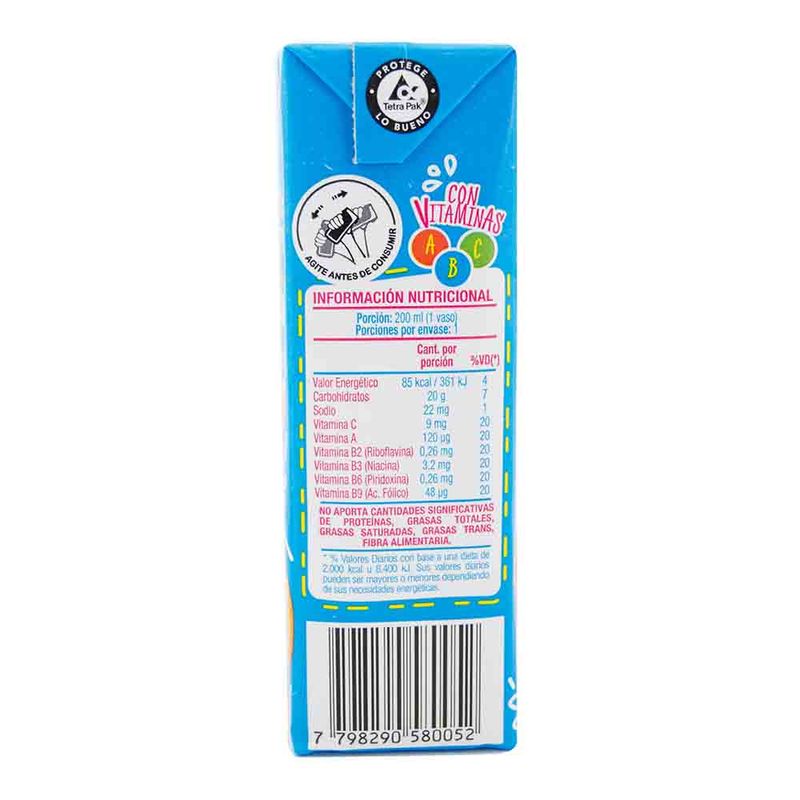 PROTEGE
Tetra Pak®
LO BUENO
CON
VITAMINAS
A
C
B
AGITE ANTES DE CONSUMIR
INFORMACIÓN NUTRICIONAL
Porción: 200 ml (1 vaso)
Porciones por envase: 1
Cant. por
porción %VD(*)
Valor Energético 85 kcal / 361 kJ 4
Carbohidratos 20 g 7
Sodio 22 mg 1
Vitamina C 9 mg 20
Vitamina A 120 µg 20
Vitamina B2 (Riboflavina) 0,26 mg 20
Vitamina B3 (Niacina) 3.2 mg 20
Vitamina B6 (Piridoxina) 0,26 mg 20
Vitamina B9 (Ac. Fólico) 48 µg 20
NO APORTA CANTIDADES SIGNIFICATIVAS
DE PROTEÍNAS, GRASAS TOTALES,
GRASAS SATURADAS, GRASAS TRANS,
FIBRA ALIMENTARIA.
* % Valores Diarios con base a una dieta de
2.000 kcal u 8.400 kJ. Sus valores diarios
pueden ser mayores o menores dependiendo
de sus necesidades energéticas.
7 798290 580052